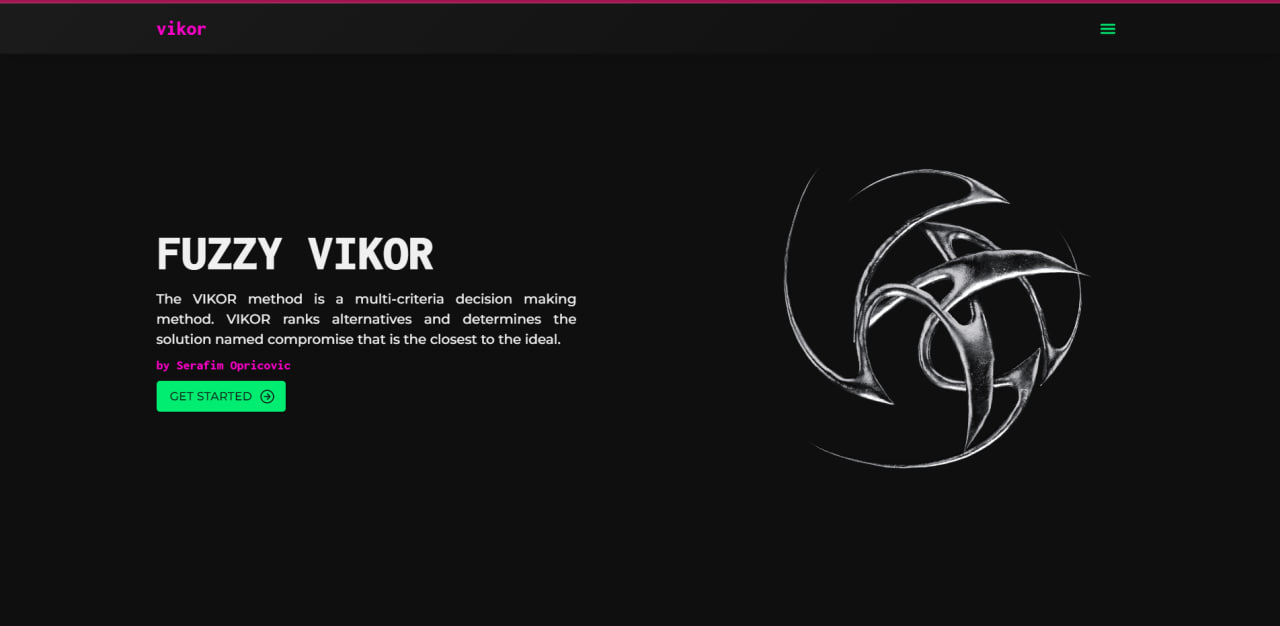 vikor
FUZZY VIKOR
The VIKOR method is a multi-criteria decision making
method. VIKOR ranks alternatives and determines the
solution named compromise that is the closest to the ideal.
by Serafim Opricovic
GET STARTED